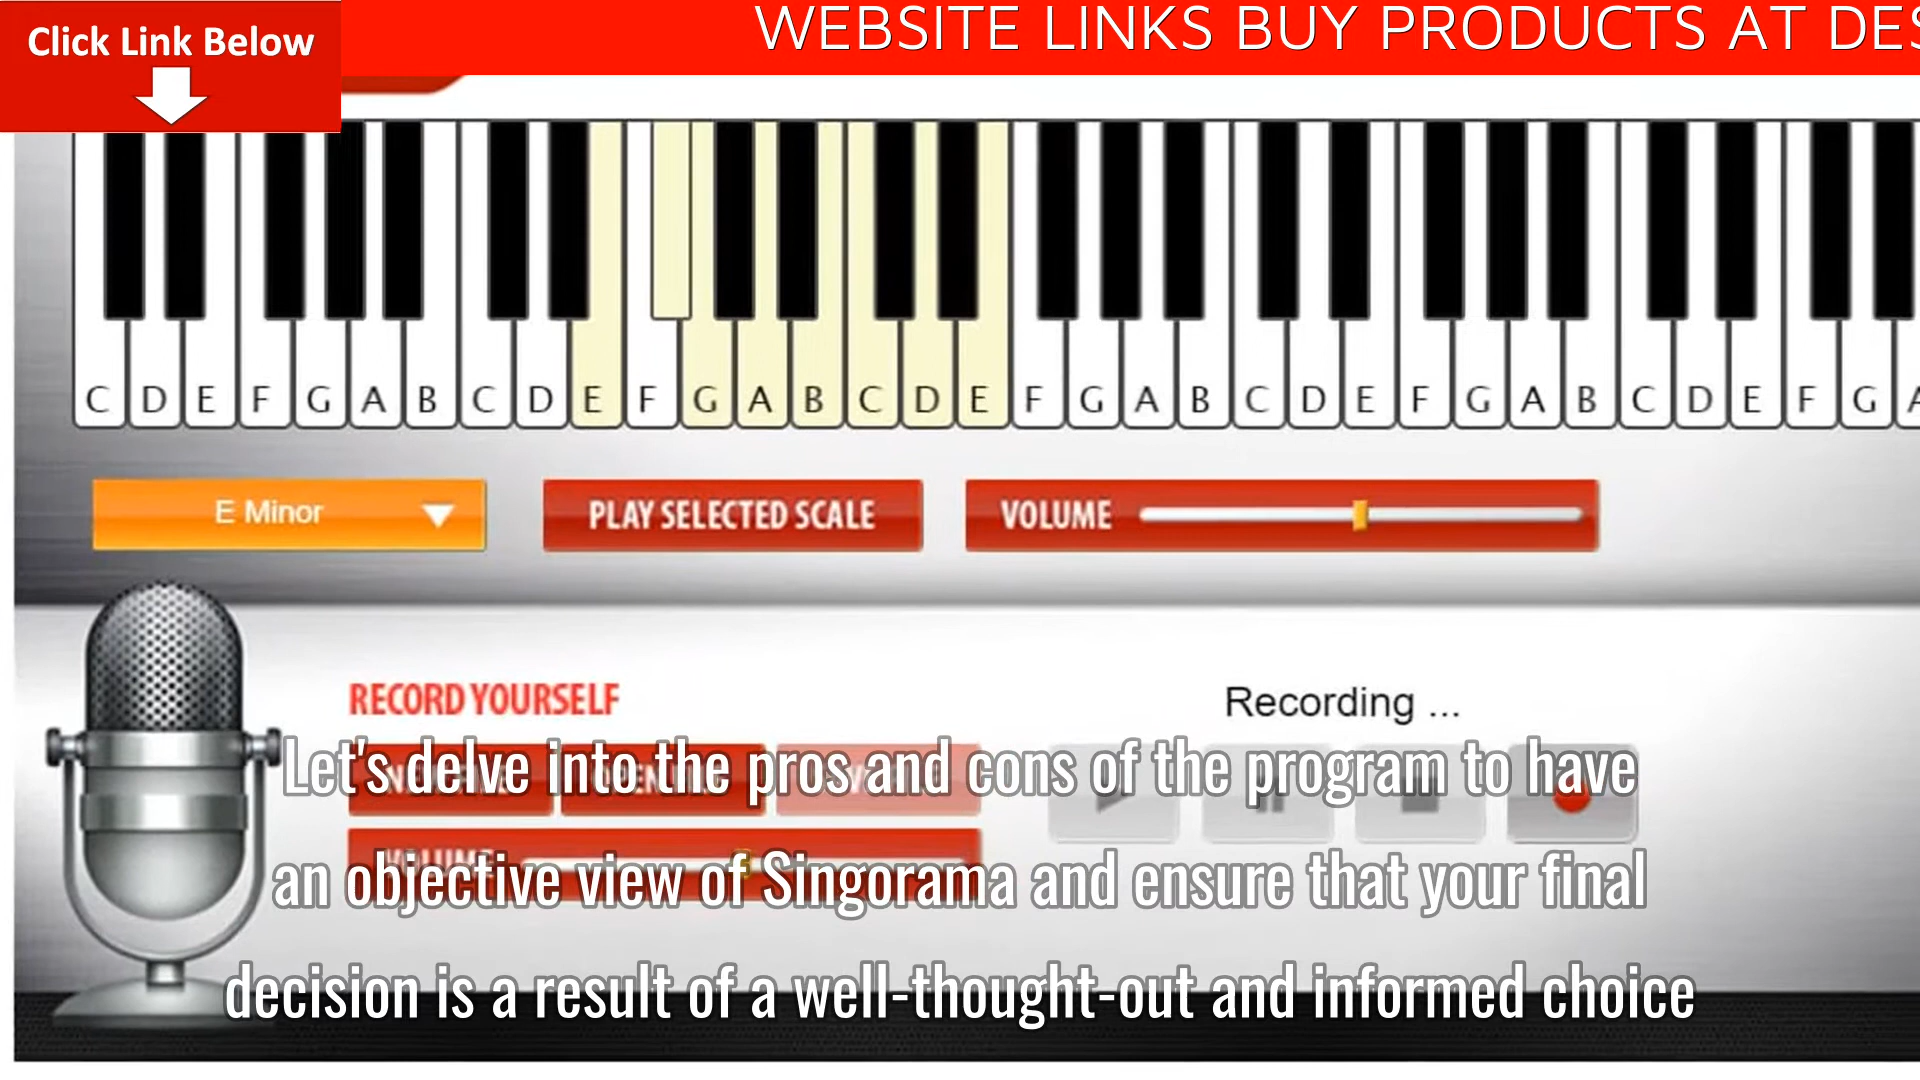 Click Link Below
WEBSITE LINKS BUY PRODUCTS AT DES
C D E F G A B C D E F G A B C D E F G A B C D E F G A B C D E F G A
E Minor
PLAY SELECTED SCALE
VOLUME
RECORD YOURSELF
Recording ...
Let's delve into the pros and cons of the program to have
VOLUME
an objective view of Singorama and ensure that your final
decision is a result of a well-thought-out and informed choice